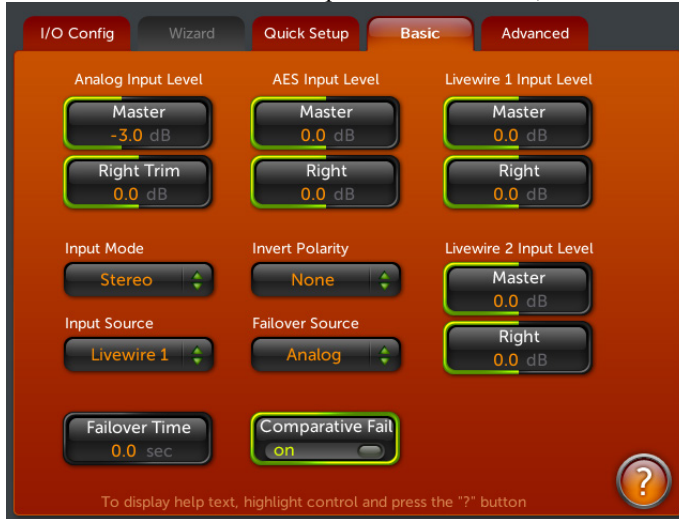 I/O Config
Wizard
Quick Setup
Basic
Advanced
Analog Input Level
AES Input Level
Livewire 1 Input Level
Master
-3.0 dB
Master
0.0 dB
Master
0.0 dB
Right Trim
0.0 dB
Right
0.0 dB
Right
0.0 dB
Input Mode
Invert Polarity
Livewire 2 Input Level
Stereo
None
Master
0.0 dB
Input Source
Failover Source
Right
0.0 dB
Livewire 1
Analog
Failover Time
0.0 sec
Comparative Fail
on
?
To display help text, highlight control and press the "?" button